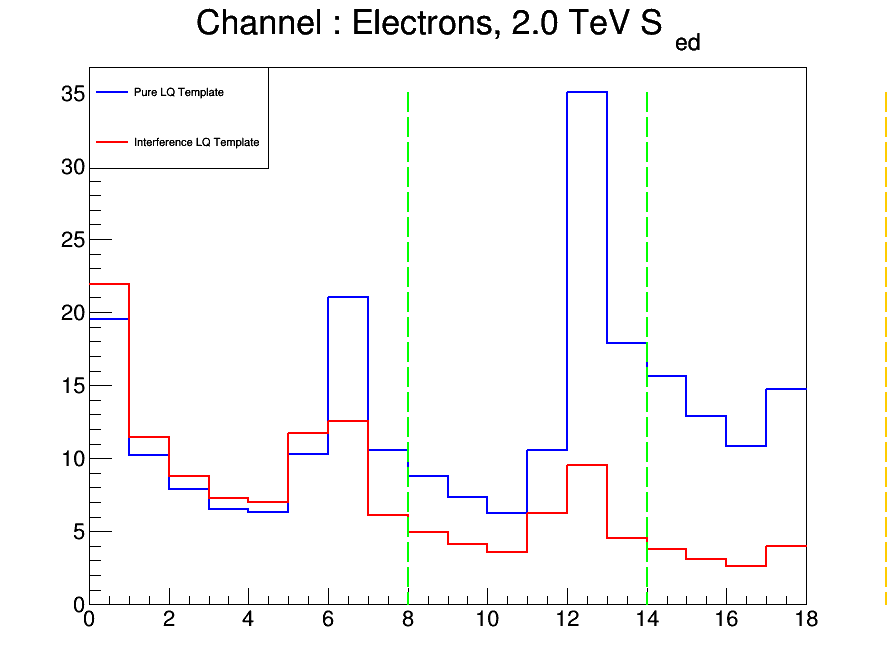 Channel : Electrons, 2.0 TeV S ed
Pure LQ Template
Interference LQ Template
35
30
25
20
15
10
5
0
0 2 4 6 8 10 12 14 16 18